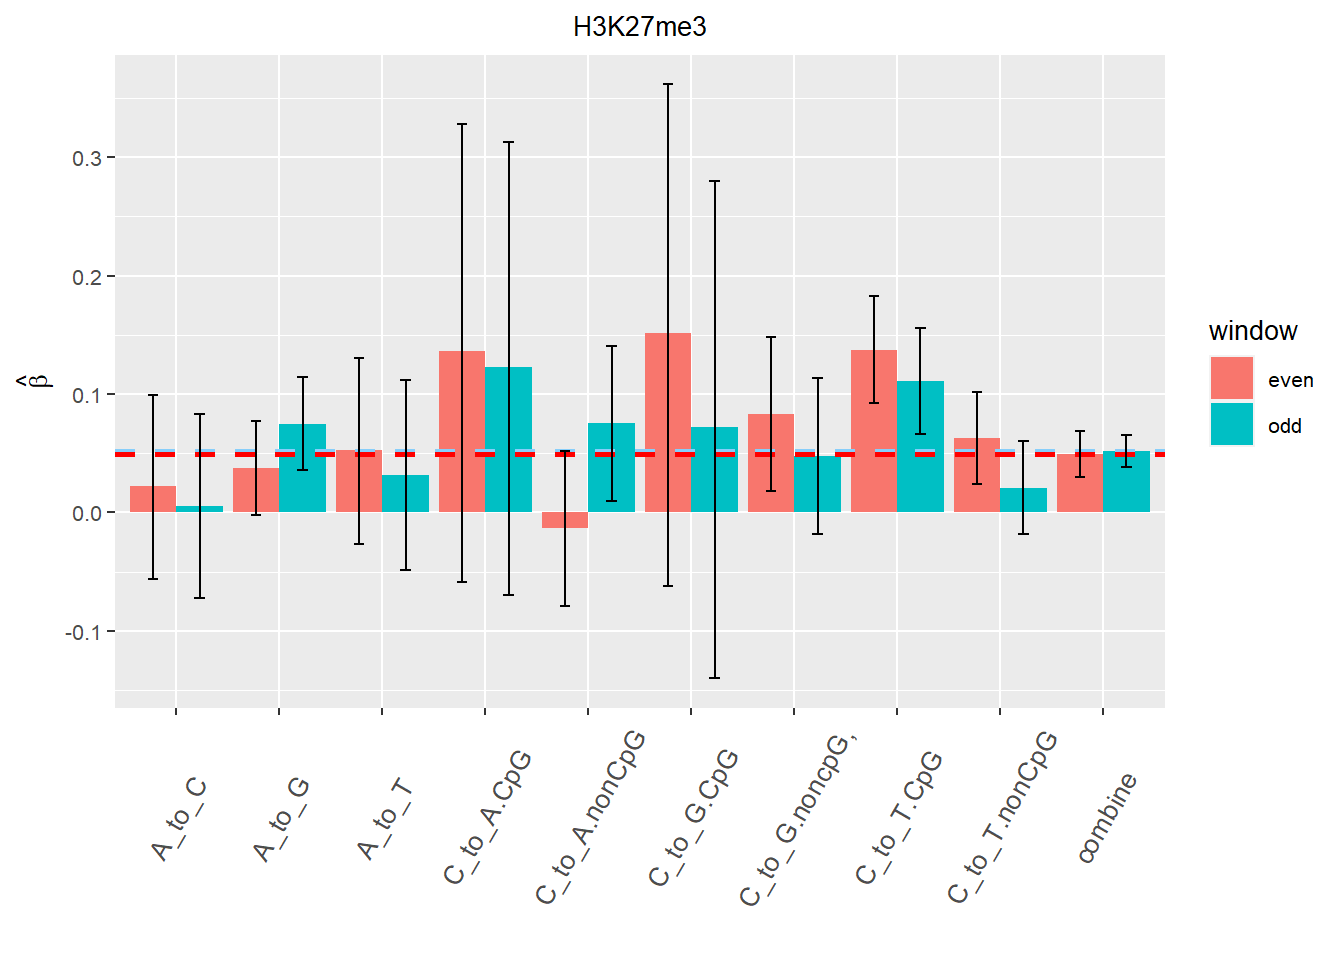 H3K27me3
β̂
0.3
0.2
0.1
0.0
-0.1
A_to_C
A_to_G
A_to_T
C_to_A.CpG
C_to_A.nonCpG
C_to_G.CpG
C_to_G.noncpG,
C_to_T.CpG
C_to_T.nonCpG
combine
window
even
odd